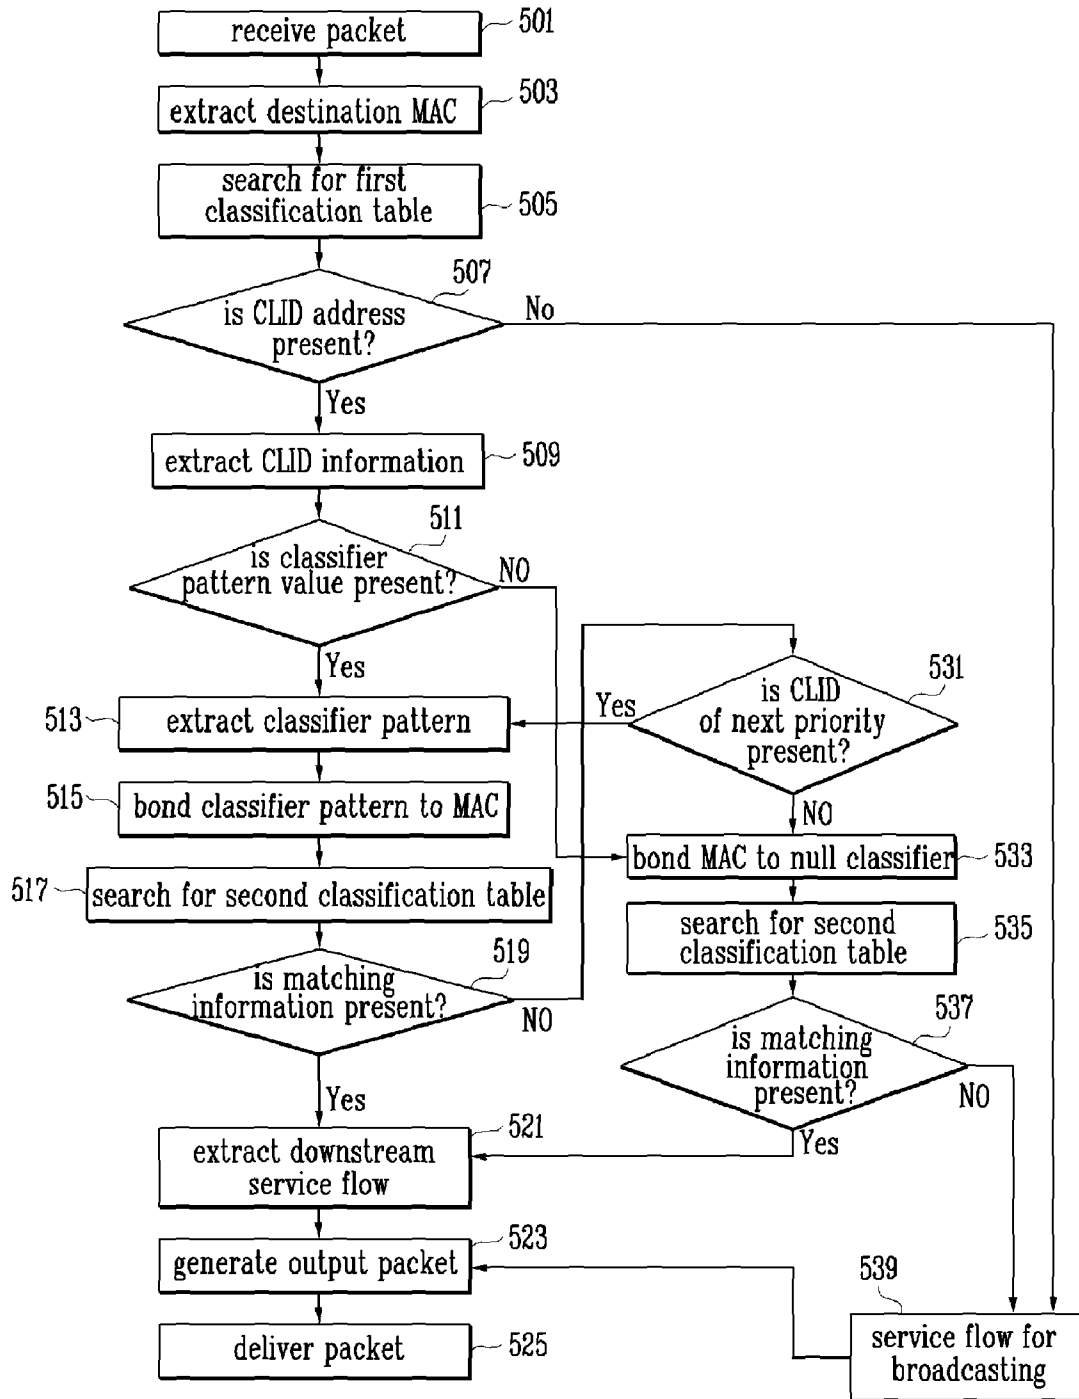 receive packet
501
extract destination MAC
503
search for first
classification table
505
507
is CLID address
present?
No
Yes
extract CLID information
509
511
is classifier
pattern value present?
NO
Yes
513
extract classifier pattern
Yes
531
is CLID
of next priority
present?
NO
515
bond classifier pattern to MAC
bond MAC to null classifier
533
517
search for second classification table
search for second
classification table
535
519
is matching
information present?
NO
Yes
537
is matching
information
present?
NO
Yes
extract downstream
service flow
521
generate output packet
523
539
service flow for
broadcasting
deliver packet
525